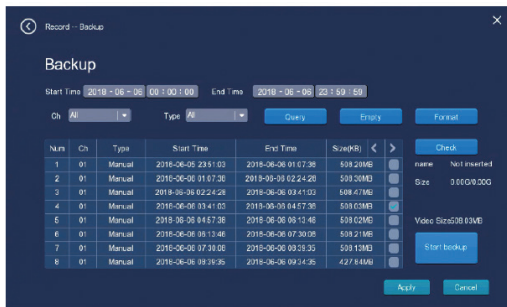 Record -- Backup
Backup
Start Time 2018 - 06 - 06 00 : 00 : 00 End Time 2018 - 06 - 06 23 : 59 : 59
Ch All Type All Query Empty Format
Num Ch Type Start Time End Time Size(KB) < > Check
1 01 Manual 2018-06-05 23:51:03 2018-06-06 01:07:38 508.20MB name Not inserted
2 01 Manual 2018-06-06 01:07:38 2018-06-06 02:24:28 508.30MB Size 0.00G/0.00G
3 01 Manual 2018-06-06 02:24:28 2018-06-06 03:41:03 508.47MB
4 01 Manual 2018-06-06 03:41:03 2018-06-06 04:57:38 508.03MB
5 01 Manual 2018-06-06 04:57:38 2018-06-06 06:13:46 508.02MB Video Size508.03MB
6 01 Manual 2018-06-06 06:13:46 2018-06-06 07:30:08 508.21MB Start backup
7 01 Manual 2018-06-06 07:30:08 2018-06-06 08:39:35 508.13MB
8 01 Manual 2018-06-06 08:39:35 2018-06-06 09:34:35 427.84MB
Apply Cancel